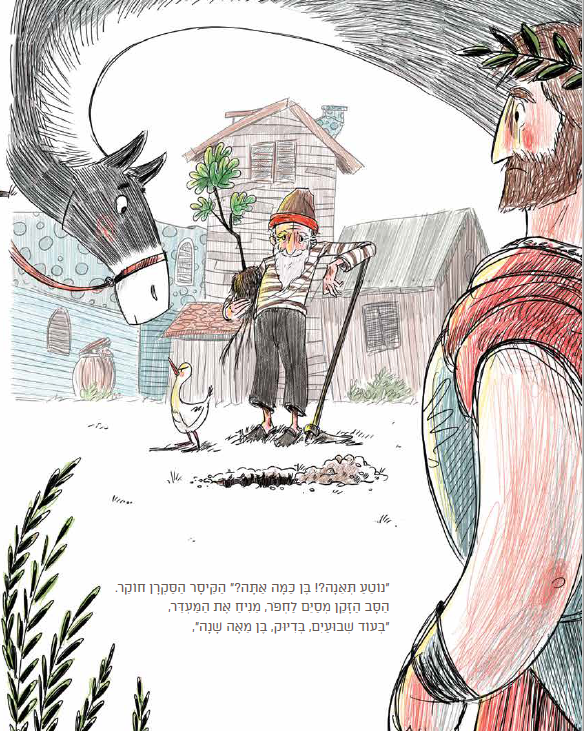 "נוֹטֵעַ תְּאֵנָה?! בֶּן כַּמָּה אַתָּה?" הַקֵּיסָר הַסַּקְרָן חוֹקֵר.
הַסָּב הַזָּקֵן מְסַיֵּם לַחְפֹּר, מַנִּיחַ אֶת הַמַּעְדֵּר,
"בְּעוֹד שְׁבוּעַיִם, בְּדִיּוּק, בֶּן מֵאָה שָׁנָה",